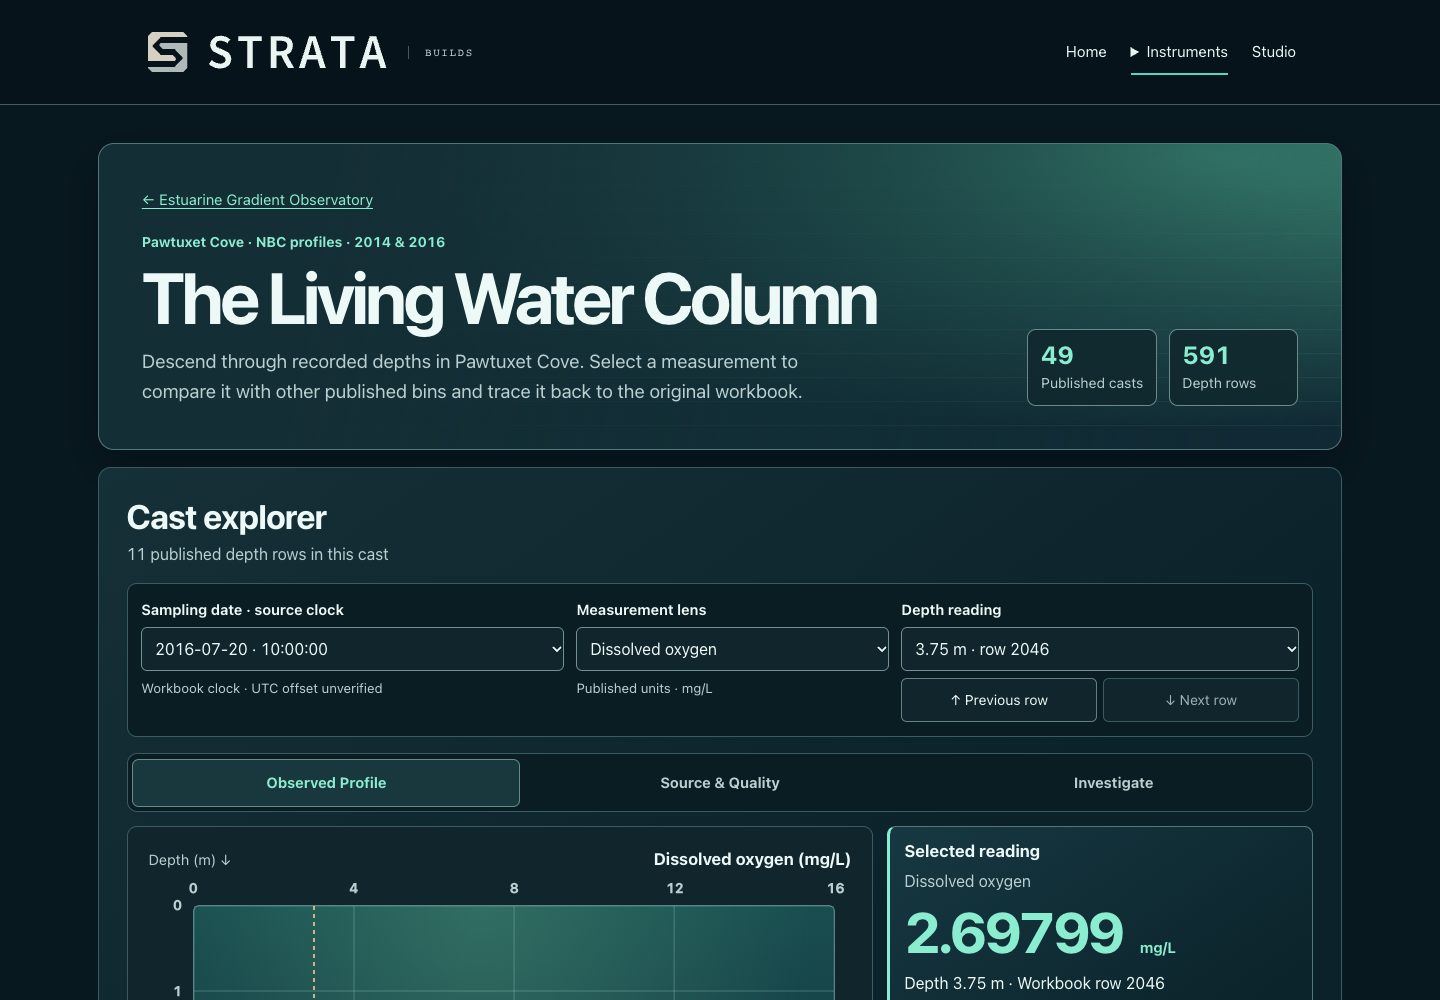 STRATA
BUILDS
Home
Instruments
Studio
← Estuarine Gradient Observatory
Pawtuxet Cove · NBC profiles · 2014 & 2016
The Living Water Column
Descend through recorded depths in Pawtuxet Cove. Select a measurement to
compare it with other published bins and trace it back to the original workbook.
49
Published casts
591
Depth rows
Cast explorer
11 published depth rows in this cast
Sampling date · source clock
2016-07-20 · 10:00:00
Workbook clock · UTC offset unverified
Measurement lens
Dissolved oxygen
Published units · mg/L
Depth reading
3.75 m · row 2046
↑ Previous row
↓ Next row
Observed Profile
Source & Quality
Investigate
Depth (m) ↓
Dissolved oxygen (mg/L)
0 4 8 12 16
0
1
Selected reading
Dissolved oxygen
2.69799 mg/L
Depth 3.75 m · Workbook row 2046